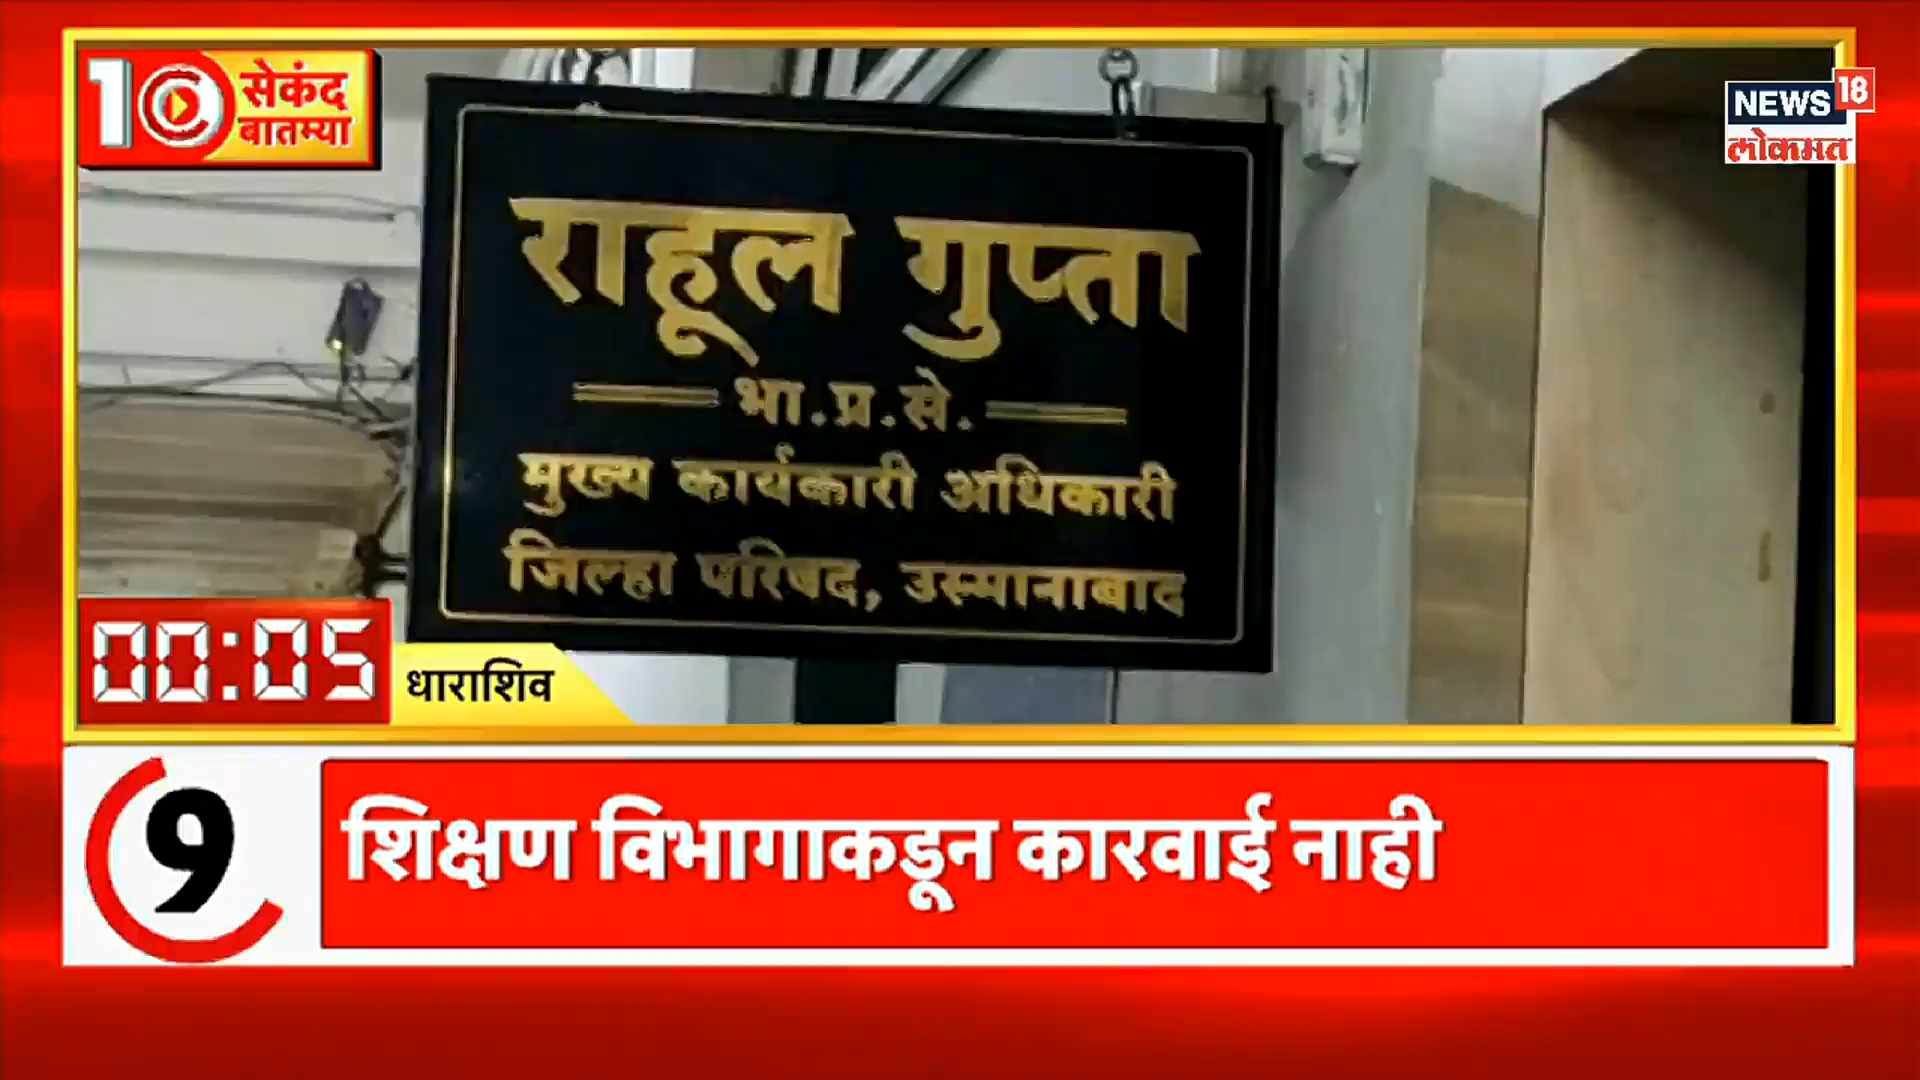 10 सेकंद
बातम्या
NEWS 18
लोकमत
राहूल गुप्ता
भा.प्र.से.
मुख्य कार्यकारी अधिकारी
जिल्हा परिषद, उस्मानाबाद
00:05
धाराशिव
9
शिक्षण विभागाकडून कारवाई नाही